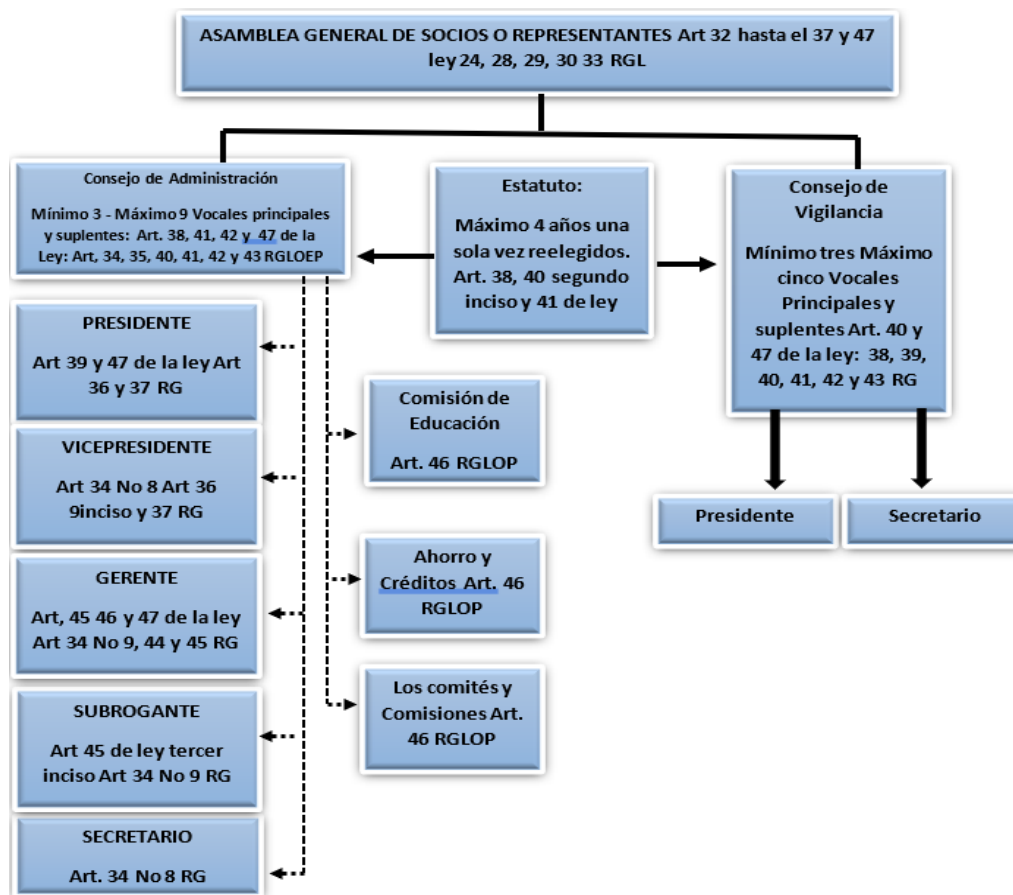 ASAMBLEA GENERAL DE SOCIOS O REPRESENTANTES Art 32 hasta el 37 y 47
ley 24, 28, 29, 30 33 RGL
Consejo de Administración
Mínimo 3 - Máximo 9 Vocales principales
y suplentes: Art. 38, 41, 42 y 47 de la
Ley: Art, 34, 35, 40, 41, 42 y 43 RGLOEP
Estatuto:
Máximo 4 años una
sola vez reelegidos.
Art. 38, 40 segundo
inciso y 41 de ley
Consejo de
Vigilancia
Mínimo tres Máximo
cinco Vocales
Principales y
suplentes Art. 40 y
47 de la ley: 38, 39,
40, 41, 42 y 43 RG
PRESIDENTE
Art 39 y 47 de la ley Art
36 y 37 RG
VICEPRESIDENTE
Art 34 No 8 Art 36
9inciso y 37 RG
GERENTE
Art, 45 46 y 47 de la ley
Art 34 No 9, 44 y 45 RG
SUBROGANTE
Art 45 de ley tercer
inciso Art 34 No 9 RG
SECRETARIO
Art. 34 No 8 RG
Comisión de
Educación
Art. 46 RGLOP
Ahorro y
Créditos Art. 46
RGLOP
Los comités y
Comisiones Art.
46 RGLOP
Presidente
Secretario